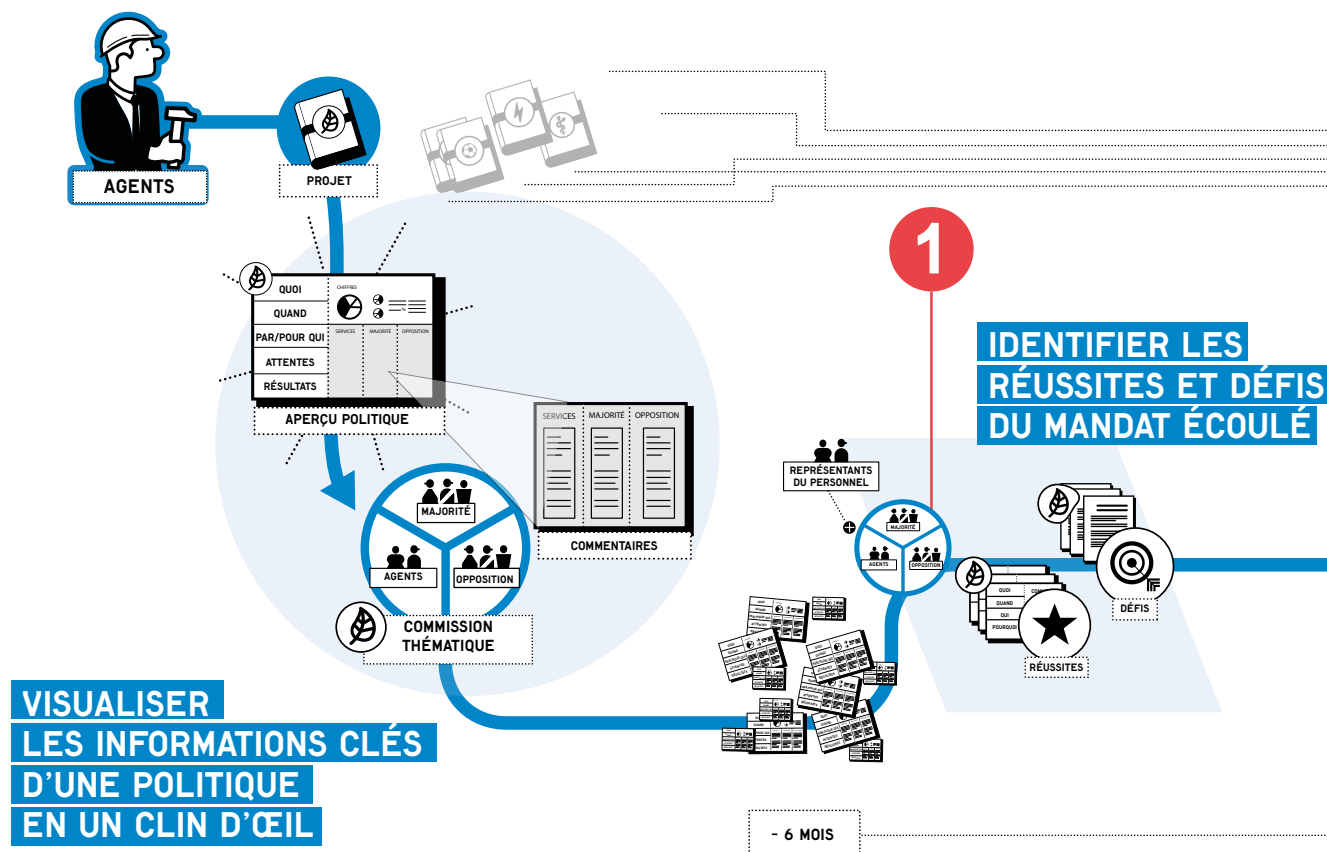 AGENTS
PROJET
QUOI
QUAND
PAR/POUR QUI
ATTENTES
RÉSULTATS
CHIFFRES
%
SERVICES
MAJORITÉ
OPPOSITION
APERÇU POLITIQUE
SERVICES
MAJORITÉ
OPPOSITION
COMMENTAIRES
MAJORITÉ
AGENTS
OPPOSITION
COMMISSION
THÉMATIQUE
VISUALISER
LES INFORMATIONS CLÉS
D'UNE POLITIQUE
EN UN CLIN D'ŒIL
1
IDENTIFIER LES
RÉUSSITES ET DÉFIS
DU MANDAT ÉCOULÉ
REPRÉSENTANTS
DU PERSONNEL
MAJORITÉ
AGENTS
OPPOSITION
QUOI
QUAND
QUI
POURQUOI
RÉUSSITES
DÉFIS
- 6 MOIS